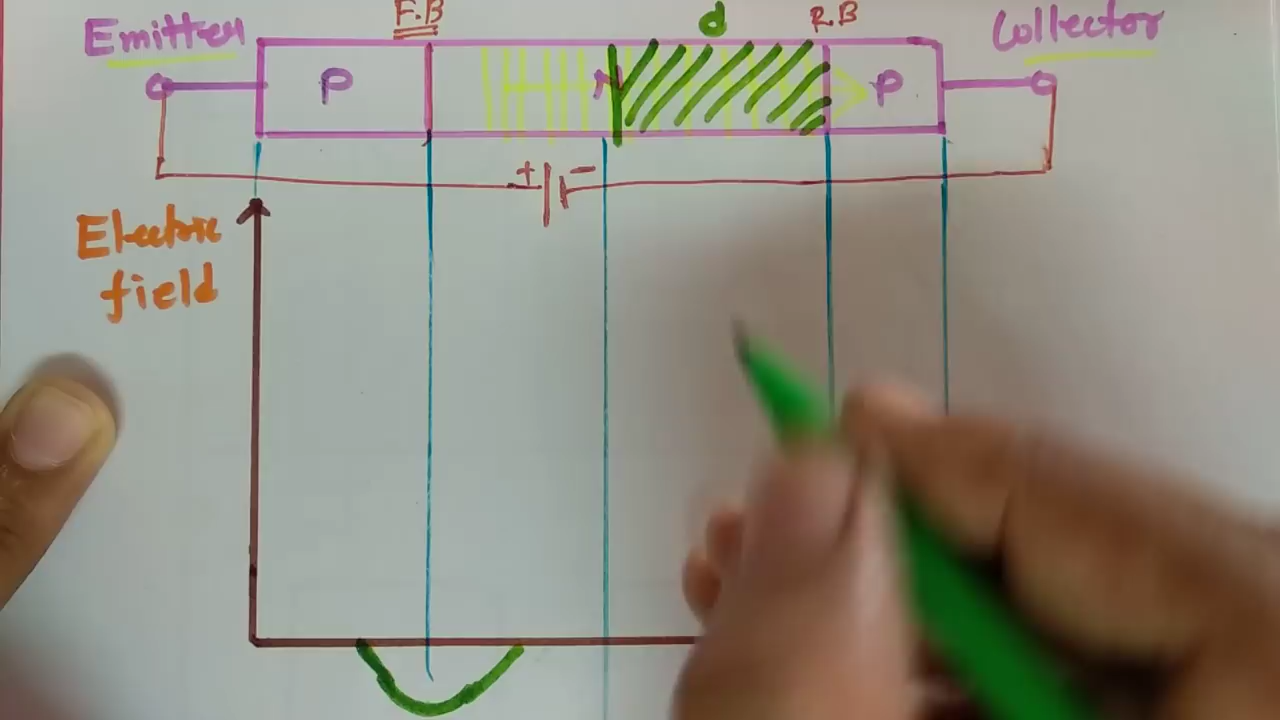 Emitter
F.B
d
R.B
Collector
P
N
P
+
-
Electric
field